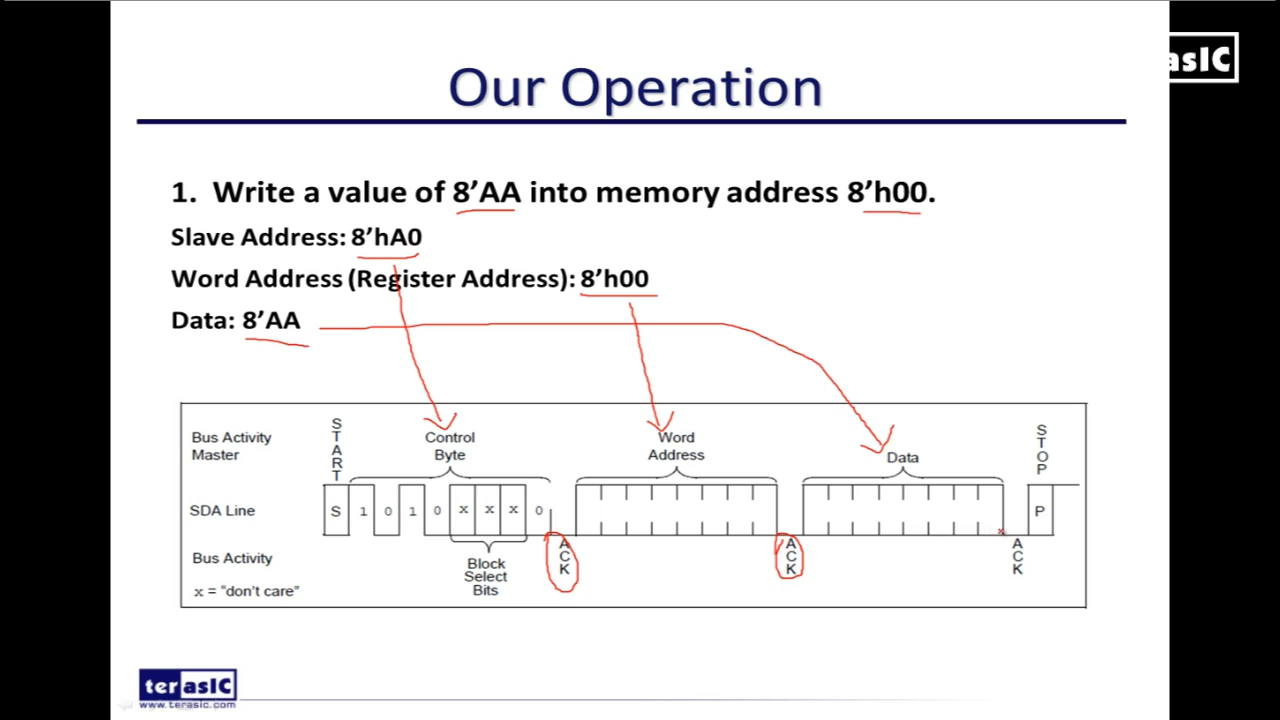 asIC
Our Operation
1. Write a value of 8’AA into memory address 8’h00.
Slave Address: 8’hA0
Word Address (Register Address): 8’h00
Data: 8’AA
Bus Activity
Master
START
Control
Byte
Word
Address
Data
STOP
SDA Line
S 1 0 1 0 x x x 0
P
Bus Activity
ACK
ACK
ACK
Block
Select
Bits
x = “don’t care”
terasIC
www.terasic.com